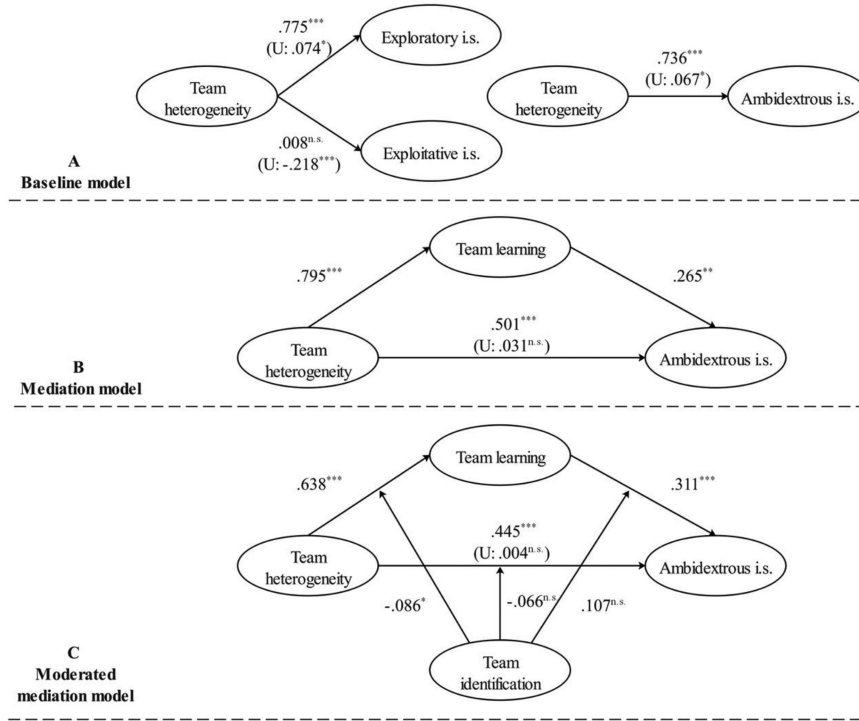 .775***
(U: .074*)
Exploratory i.s.
Team
heterogeneity
.008n.s.
(U: -.218***)
Exploitative i.s.
.736***
(U: .067*)
Team
heterogeneity
Ambidextrous i.s.
A
Baseline model
Team learning
.795***
.265**
.501***
(U: .031n.s.)
Team
heterogeneity
Ambidextrous i.s.
B
Mediation model
Team learning
.638***
.311***
.445***
(U: .004n.s.)
Team
heterogeneity
Ambidextrous i.s.
-.086*
-.066n.s.
.107n.s.
Team
identification
C
Moderated
mediation model